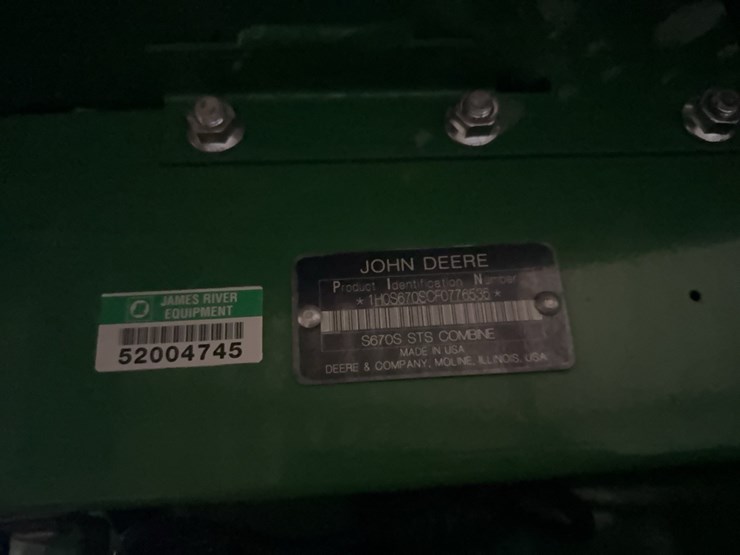 JAMES RIVER
EQUIPMENT
52004745
JOHN DEERE
Product Identification Number
S670S STS COMBINE
MADE IN USA
DEERE & COMPANY, MOLINE, ILLINOIS, USA